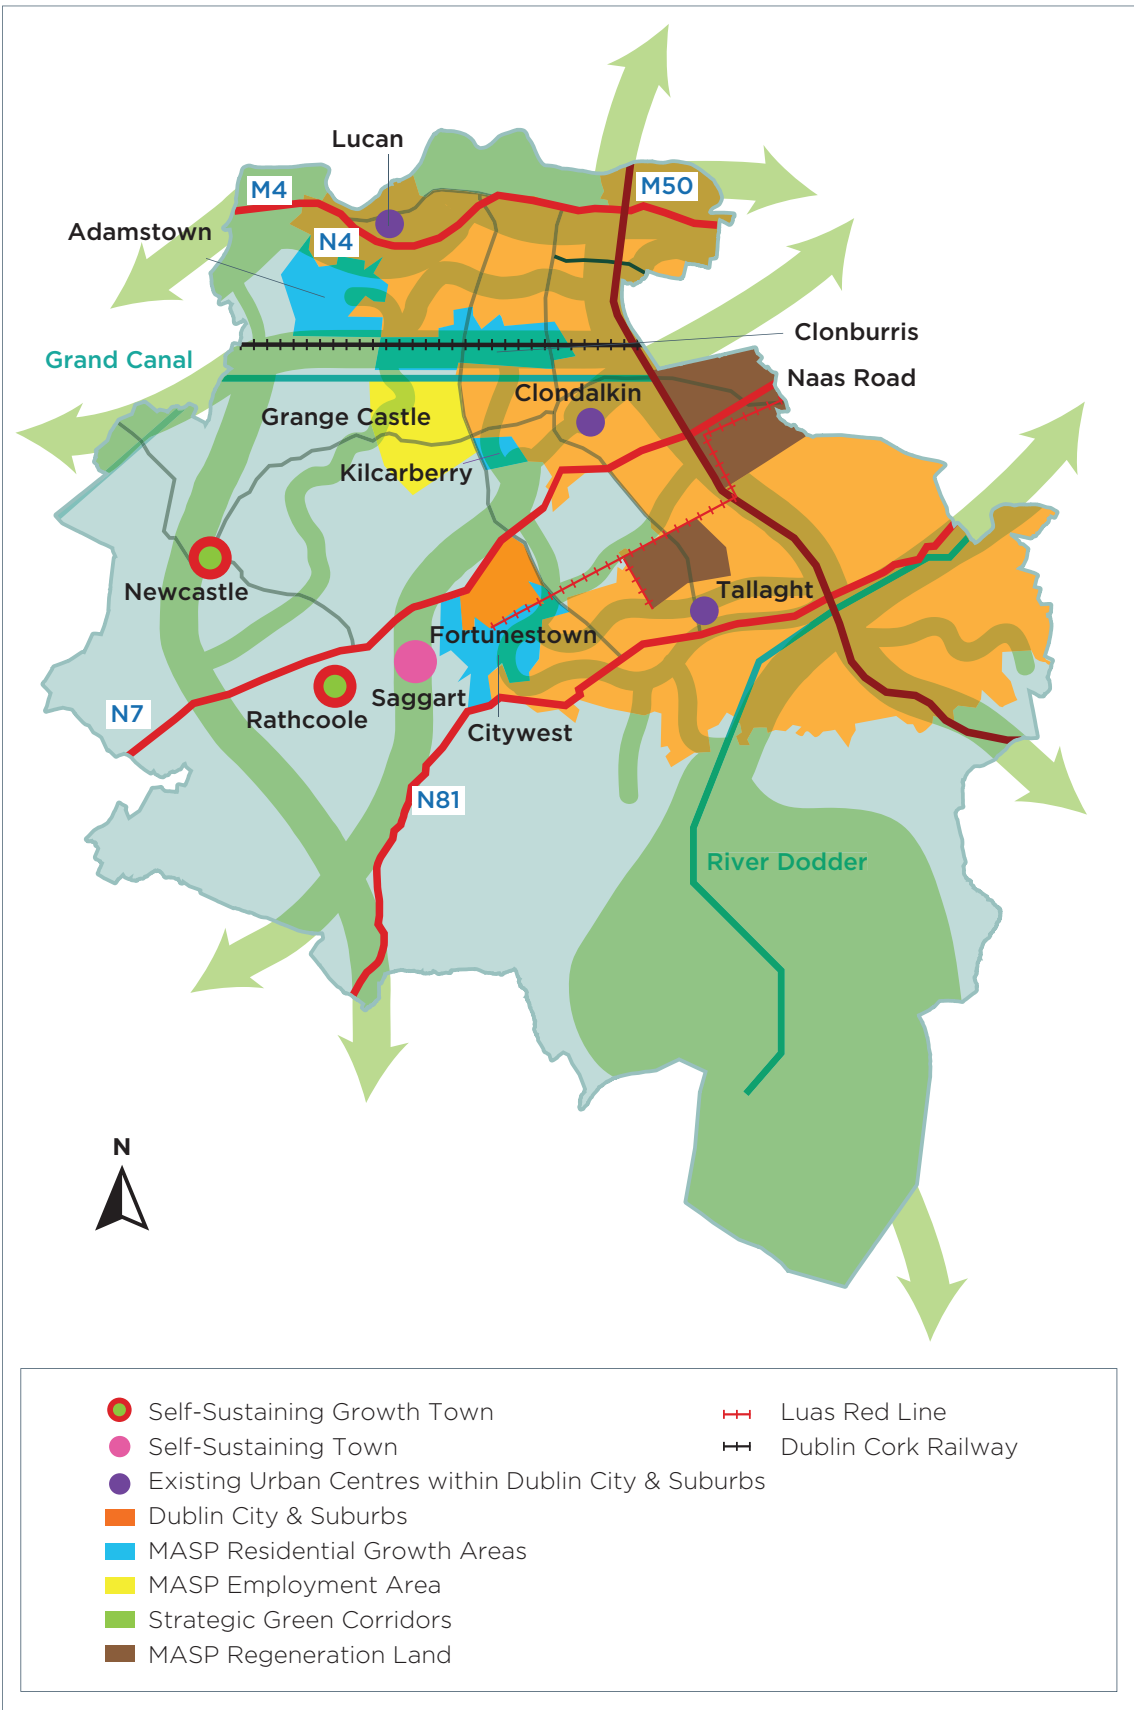 Lucan
M4
M50
Adamstown
N4
Clonburris
Grand Canal
Naas Road
Clondalkin
Grange Castle
Kilcarberry
Newcastle
Tallaght
Fortunestown
Saggart
N7
Rathcoole
Citywest
N81
River Dodder
N
Self-Sustaining Growth Town
Self-Sustaining Town
Existing Urban Centres within Dublin City & Suburbs
Dublin City & Suburbs
MASP Residential Growth Areas
MASP Employment Area
Strategic Green Corridors
MASP Regeneration Land
Luas Red Line
Dublin Cork Railway